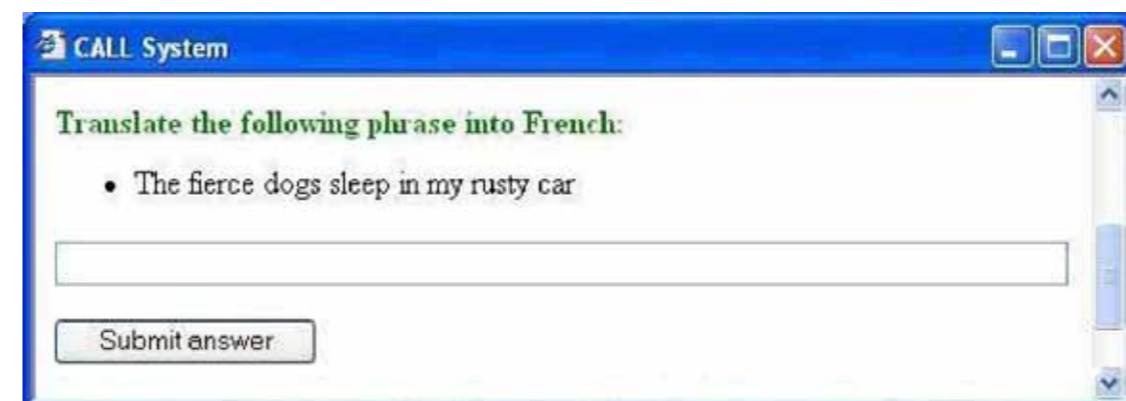 CALL System
Translate the following phrase into French:
• The fierce dogs sleep in my rusty car
Submit answer